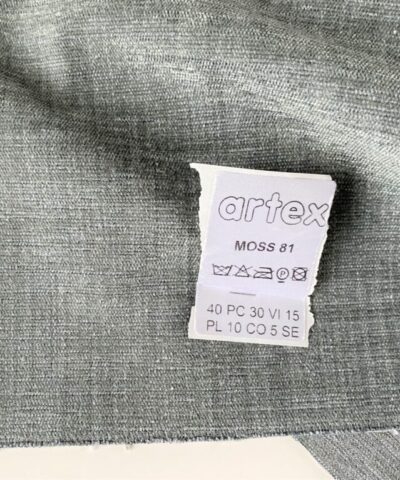 artex
MOSS 81
P
40 PC 30 VI 15
PL 10 CO 5 SE